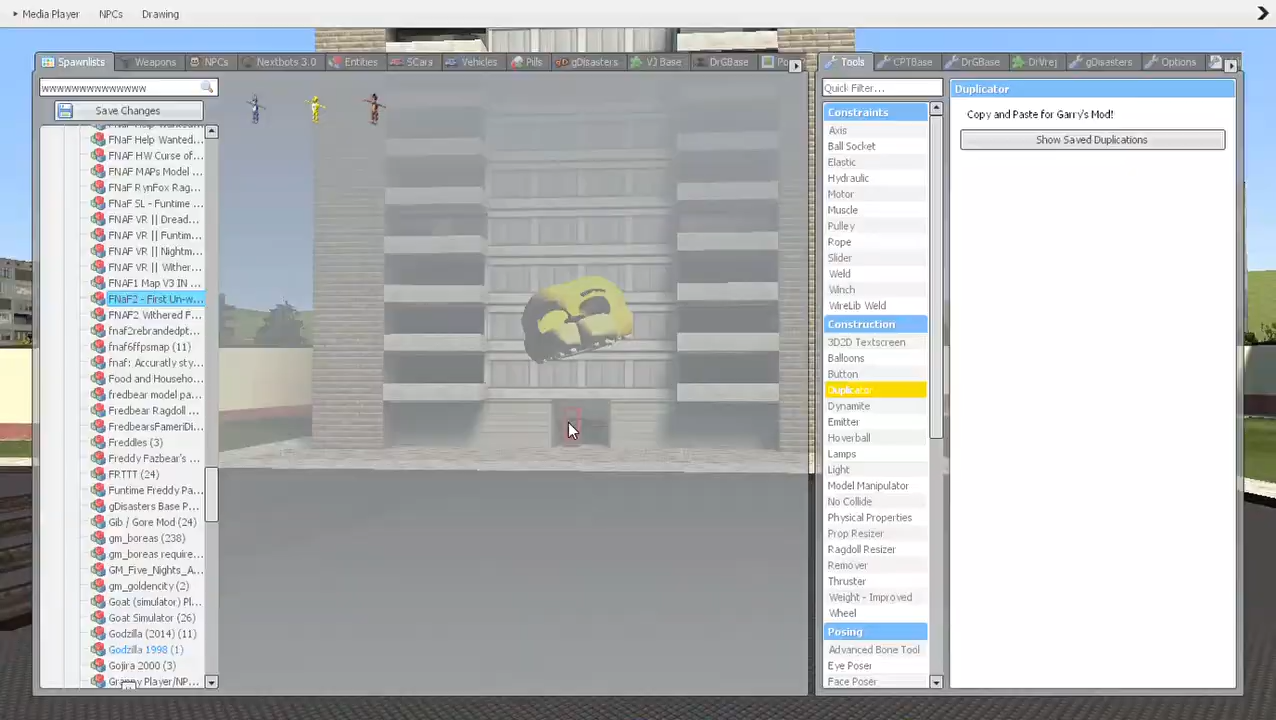 Media Player NPCs Drawing
Spawnlists Weapons NPCs Nextbots 3.0 Entities SCars Vehicles Pills gDisasters VJ Base DrGBase Po
wwwwwwwwwwwwwwww
Save Changes
FNaF Help Wanted...
FNAF HW Curse of...
FNAF MAPs Model ...
FNaF RynFox Rag...
FNaF SL - Funtime ...
FNAF VR || Dread...
FNAF VR || Funtim...
FNAF VR || Nightm...
FNAF VR || Wither...
FNAF1 Map V3 IN ...
FNaF2 - First Un-w...
FNAF2 Withered F...
fnaf2rebrandedpt...
fnaf6ffpsmap (11)
fnaf: Accuratly sty...
Food and Househo...
fredbear model pa...
Fredbear Ragdoll ...
FredbearsFameriDi...
Freddles (3)
Freddy Fazbear's ...
FRTTT (24)
Funtime Freddy Pa...
gDisasters Base P...
Gib / Gore Mod (24)
gm_boreas (238)
gm_boreas require...
GM_Five_Nights_A...
gm_goldencity (2)
Goat (simulator) Pl...
Goat Simulator (26)
Godzilla (2014) (11)
Godzilla 1998 (1)
Gojira 2000 (3)
Granny Player/NP...
Tools CPTBase DrGBase DrVrej gDisasters Options
Quick Filter...
Constraints
Axis
Ball Socket
Elastic
Hydraulic
Motor
Muscle
Pulley
Rope
Slider
Weld
Winch
WireLib Weld
Construction
3D2D Textscreen
Balloons
Button
Duplicator
Dynamite
Emitter
Hoverball
Lamps
Light
Model Manipulator
No Collide
Physical Properties
Prop Resizer
Ragdoll Resizer
Remover
Thruster
Weight - Improved
Wheel
Posing
Advanced Bone Tool
Eye Poser
Face Poser
Duplicator
Copy and Paste for Garry's Mod!
Show Saved Duplications